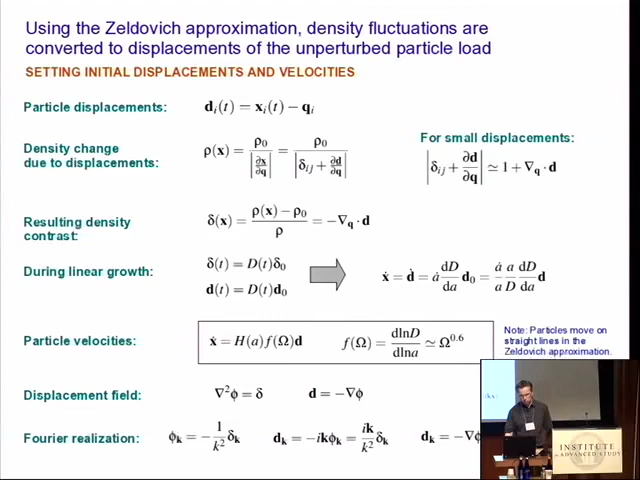 Using the Zeldovich approximation, density fluctuations are
converted to displacements of the unperturbed particle load
SETTING INITIAL DISPLACEMENTS AND VELOCITIES
Particle displacements: d_i(t) = x_i(t) − q_i
Density change
due to displacements: ρ(x) = ρ_0 / |∂x/∂q| = ρ_0 / |δ_ij + ∂d/∂q|
For small displacements:
|δ_ij + ∂d/∂q| ≃ 1 + ∇_q · d
Resulting density
contrast: δ(x) = (ρ(x) − ρ_0) / ρ = −∇_q · d
During linear growth: δ(t) = D(t)δ_0
d(t) = D(t)d_0
ẋ = ḋ = ȧ dD/da d_0 = ȧ/a a/D dD/da d
Particle velocities: ẋ = H(a)f(Ω)d f(Ω) = dlnD/dlna ≃ Ω^0.6
Note: Particles move on
straight lines in the
Zeldovich approximation.
Displacement field: ∇²φ = δ d = −∇φ
Fourier realization: φ_k = −1/k² δ_k d_k = −ikφ_k = ik/k² δ_k d_k = −∇φ
INSTITUTE
for ADVANCED STUDY